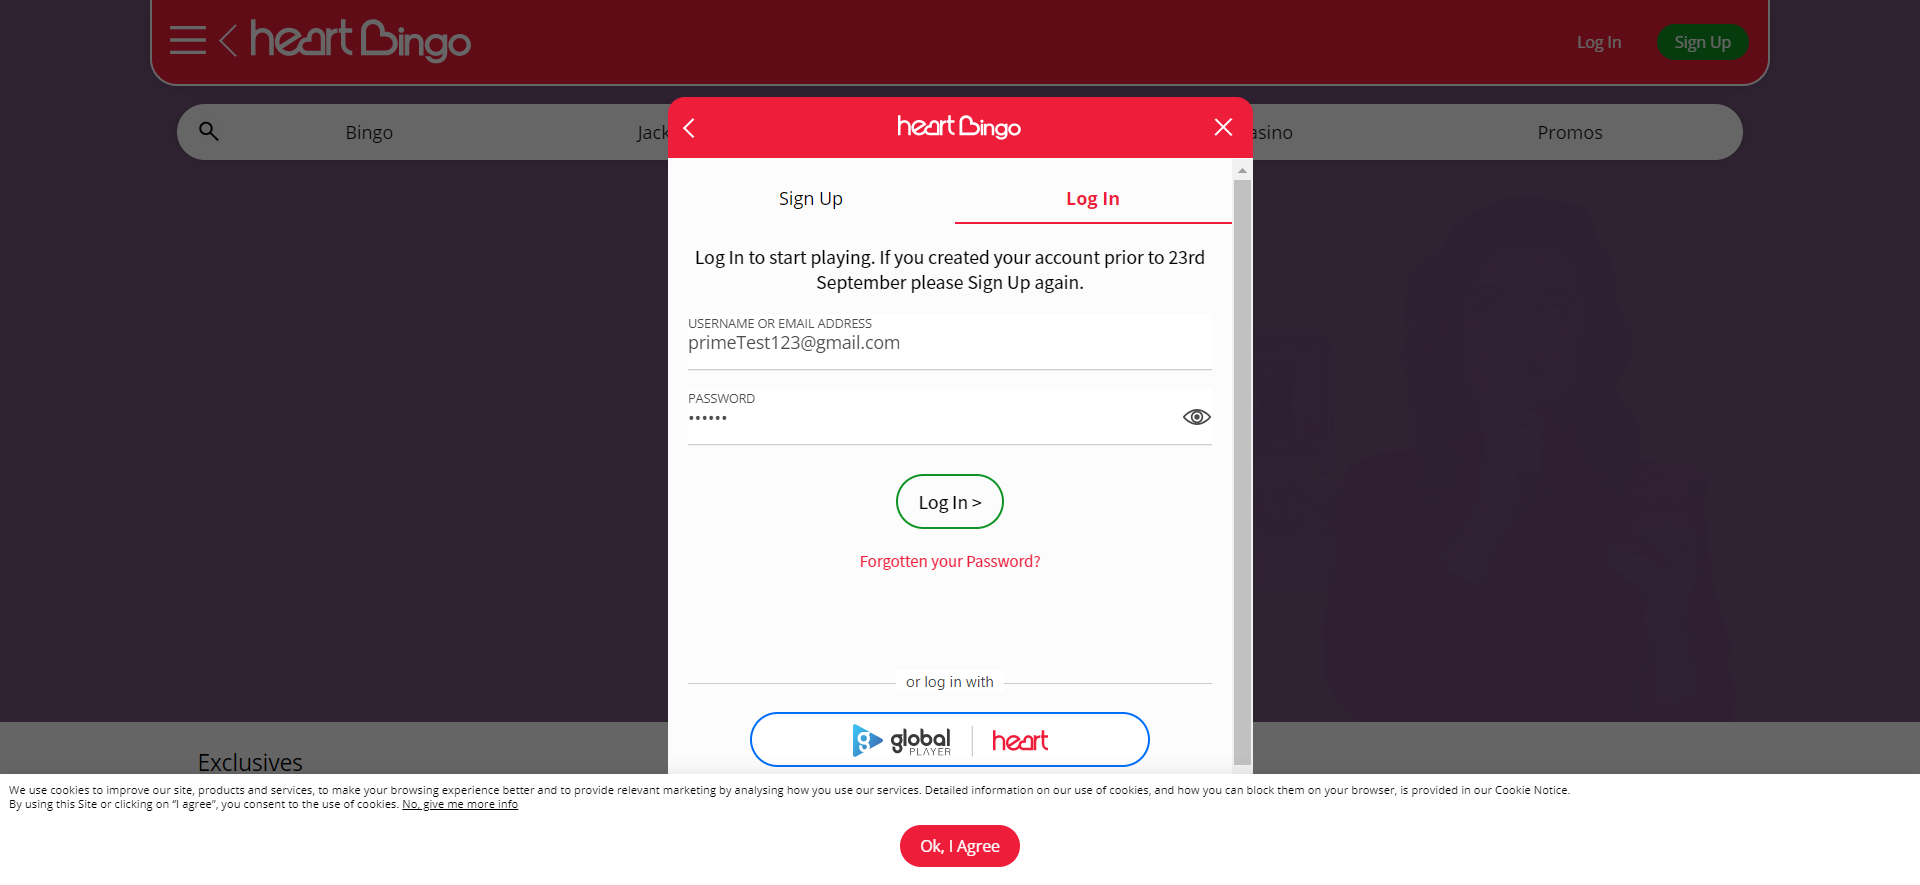 heart Bingo
Log In
Sign Up
Bingo
Jack
asino
Promos
heart Bingo
Sign Up
Log In
Log In to start playing. If you created your account prior to 23rd
September please Sign Up again.
USERNAME OR EMAIL ADDRESS
primeTest123@gmail.com
PASSWORD
••••••
Log In >
Forgotten your Password?
or log in with
g global PLAYER heart
Exclusives
We use cookies to improve our site, products and services, to make your browsing experience better and to provide relevant marketing by analysing how you use our services. Detailed information on our use of cookies, and how you can block them on your browser, is provided in our Cookie Notice.
By using this Site or clicking on “I agree”, you consent to the use of cookies. No, give me more info
Ok, I Agree